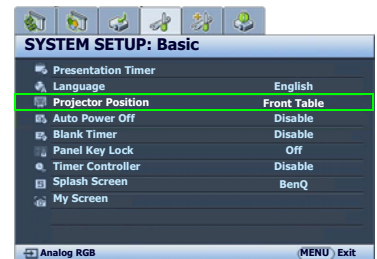 SYSTEM SETUP: Basic
Presentation Timer
Language English
Projector Position Front Table
Auto Power Off Disable
Blank Timer Disable
Panel Key Lock Off
Timer Controller Disable
Splash Screen BenQ
My Screen
Analog RGB MENU Exit